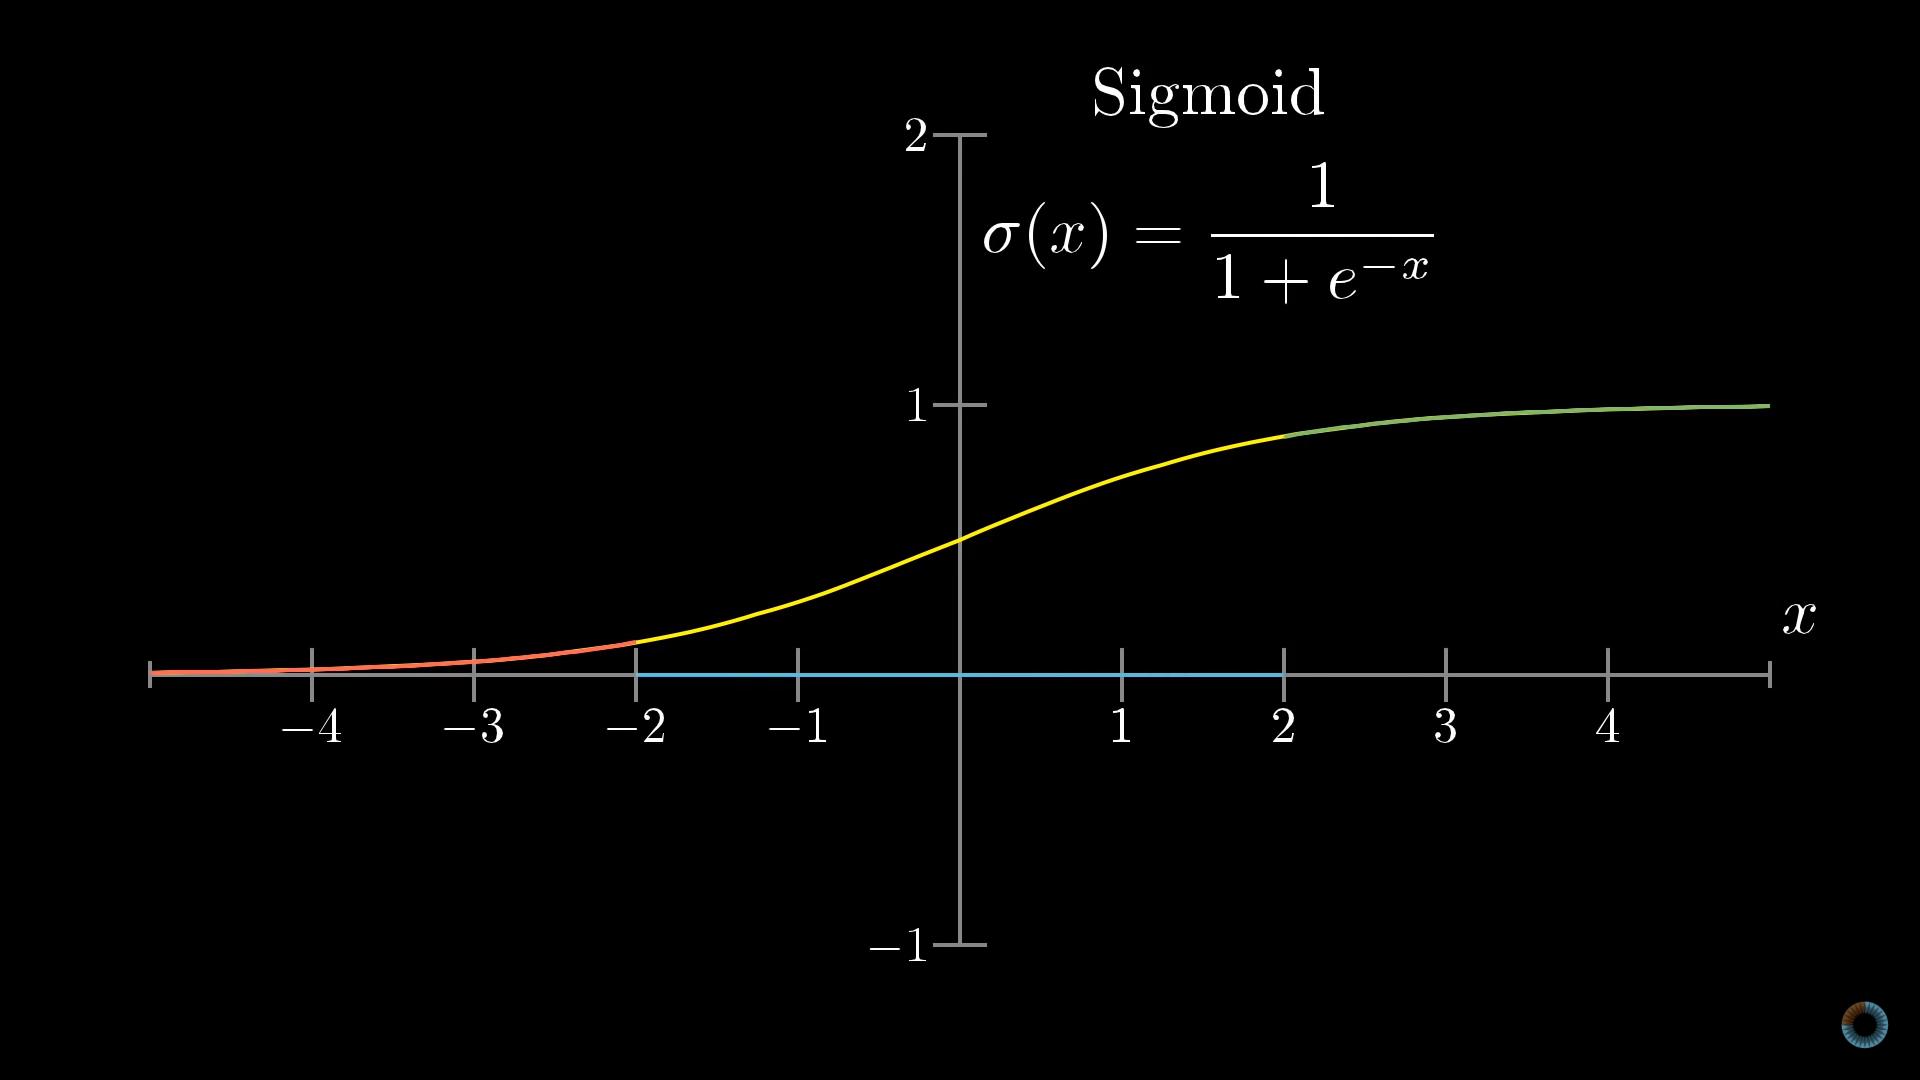 Sigmoid
2
σ(x) = 1 / (1 + e^{−x})
1
x
−4 −3 −2 −1 1 2 3 4
−1